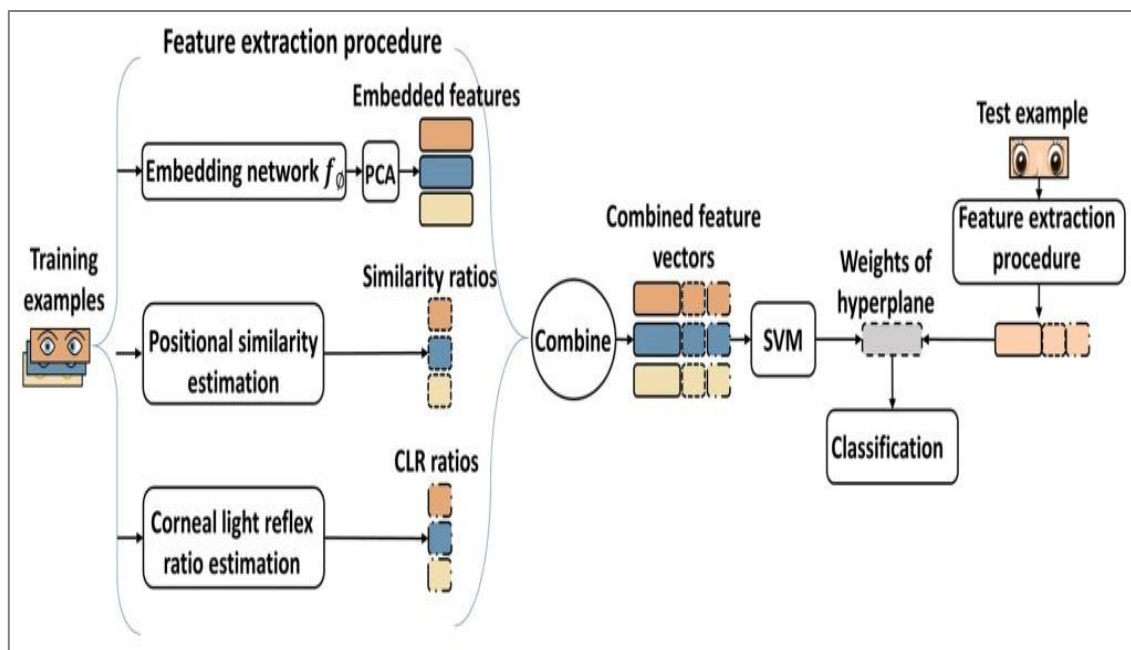 Feature extraction procedure
Embedded features
Embedding network f_ø
PCA
Training
examples
Similarity ratios
Positional similarity
estimation
CLR ratios
Corneal light reflex
ratio estimation
Combine
Combined feature
vectors
SVM
Weights of
hyperplane
Classification
Test example
Feature extraction
procedure